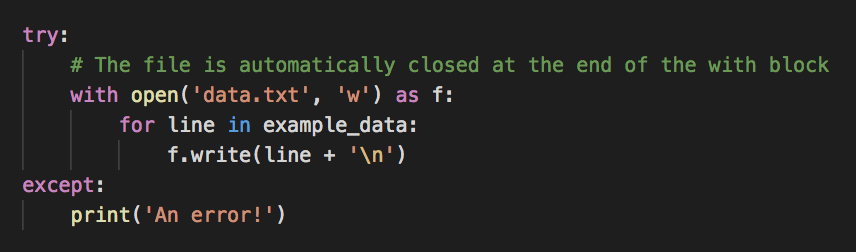 try:
    # The file is automatically closed at the end of the with block
    with open('data.txt', 'w') as f:
        for line in example_data:
            f.write(line + '\n')
except:
    print('An error!')